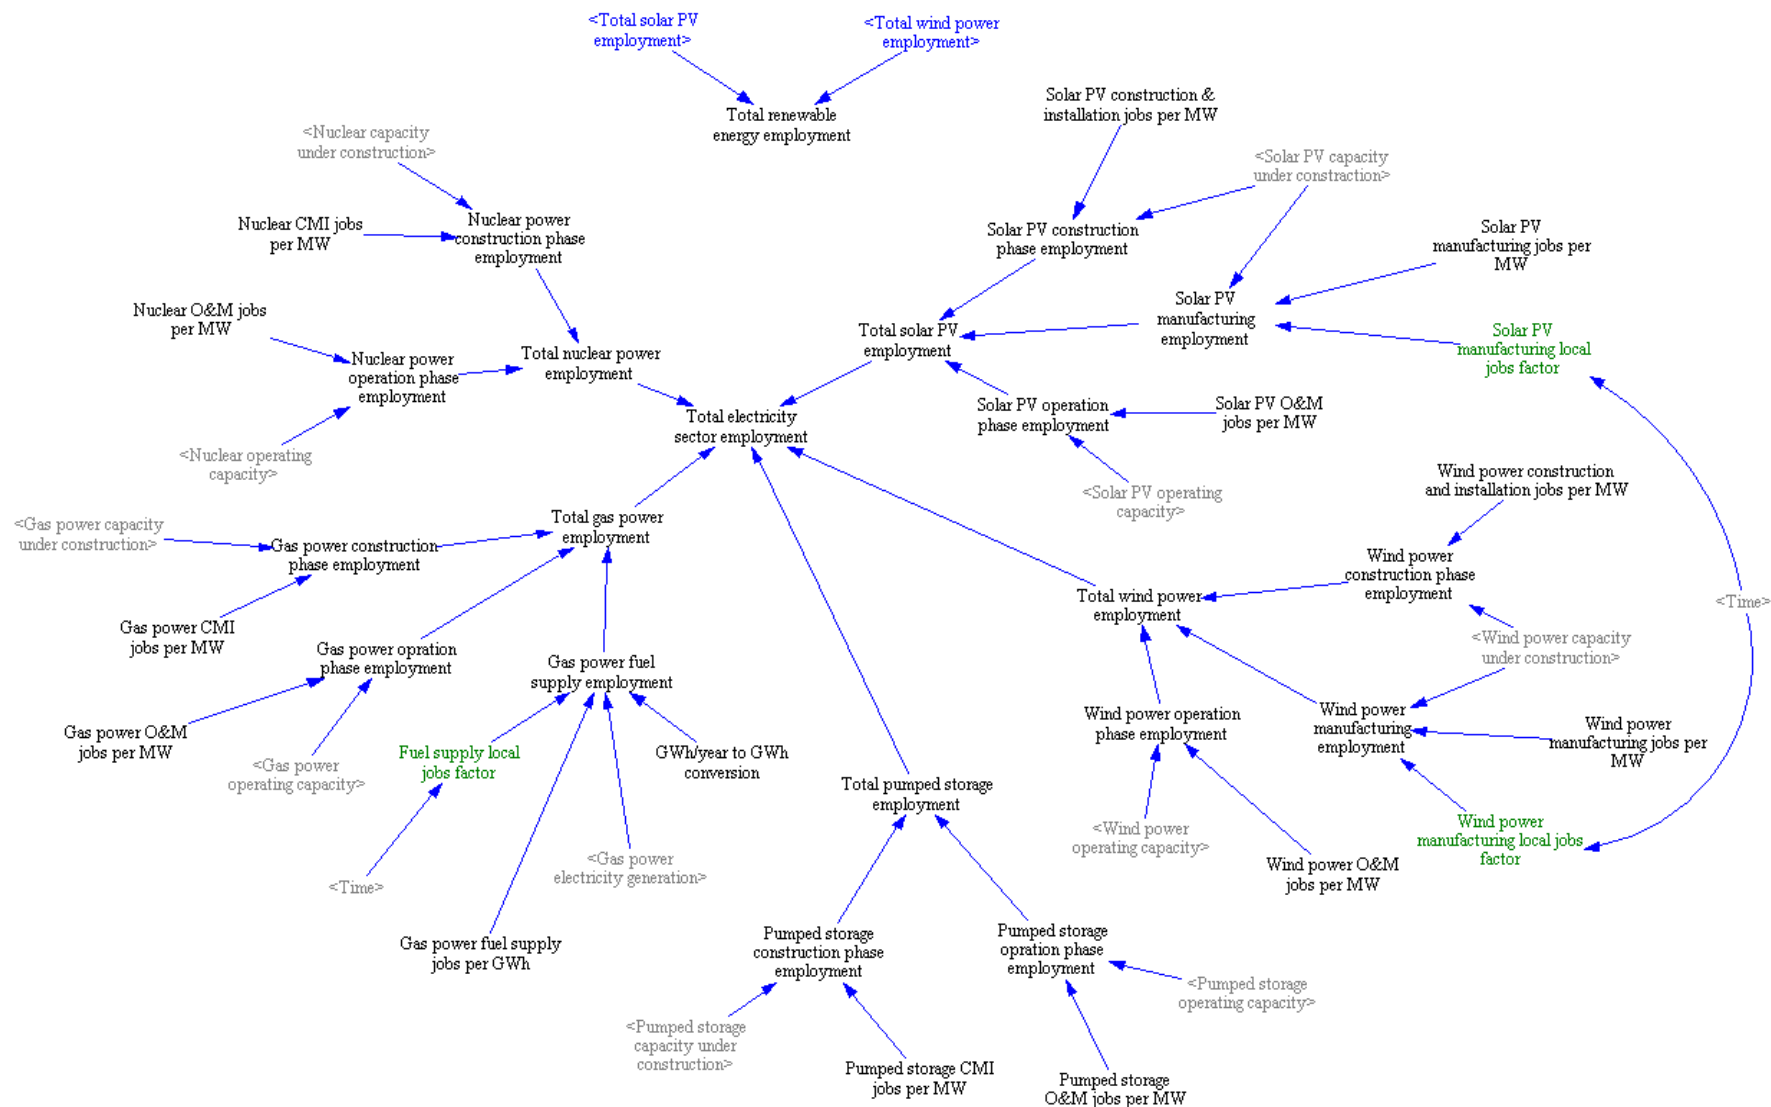 <Total solar PV
employment>
<Total wind power
employment>
Total renewable
energy employment
Solar PV construction &
installation jobs per MW
<Nuclear capacity
under construction>
<Solar PV capacity
under constraction>
Nuclear CMI jobs
per MW
Nuclear power
construction phase
employment
Solar PV construction
phase employment
Solar PV
manufacturing jobs per
MW
Nuclear O&M jobs
per MW
Solar PV
manufacturing
employment
Total solar PV
employment
Solar PV
manufacturing local
jobs factor
Nuclear power
operation phase
employment
Total nuclear power
employment
Total electricity
sector employment
Solar PV operation
phase employment
Solar PV O&M
jobs per MW
<Nuclear operating
capacity>
<Solar PV operating
capacity>
Wind power construction
and installation jobs per MW
<Gas power capacity
under construction>
Gas power construction
phase employment
Total gas power
employment
Wind power
construction phase
employment
Total wind power
employment
<Time>
Gas power CMI
jobs per MW
Gas power opration
phase employment
Gas power fuel
supply employment
<Wind power capacity
under construction>
Gas power O&M
jobs per MW
Wind power operation
phase employment
Wind power
manufacturing
employment
Wind power
manufacturing jobs per
MW
<Gas power
operating capacity>
Fuel supply local
jobs factor
GWh/year to GWh
conversion
Total pumped storage
employment
<Wind power
operating capacity>
Wind power
manufacturing local jobs
factor
<Time>
<Gas power
electricity generation>
Wind power O&M
jobs per MW
Gas power fuel supply
jobs per GWh
Pumped storage
construction phase
employment
Pumped storage
opration phase
employment
<Pumped storage
operating capacity>
<Pumped storage
capacity under
construction>
Pumped storage CMI
jobs per MW
Pumped storage
O&M jobs per MW